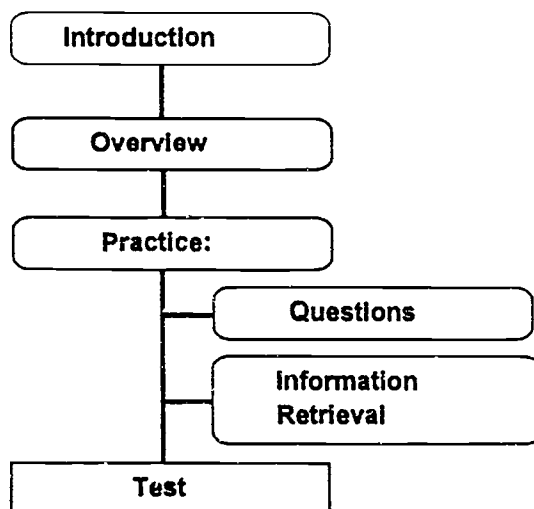 Introduction
Overview
Practice:
Questions
Information
Retrieval
Test